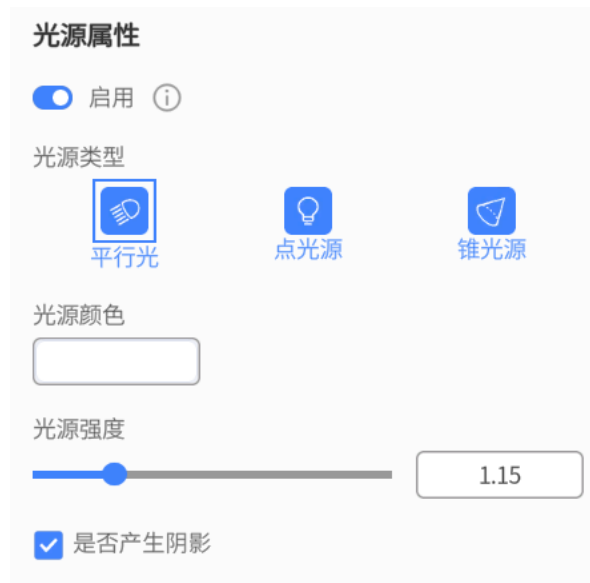 光源属性
启用
光源类型
平行光 点光源 锥光源
光源颜色
光源强度
1.15
是否产生阴影